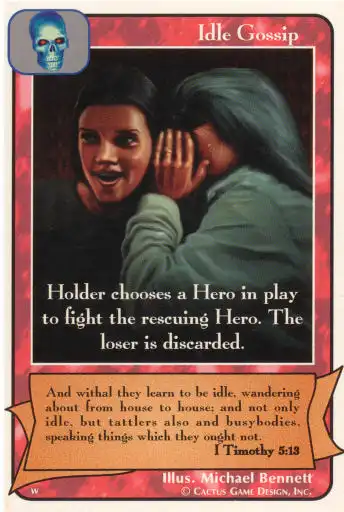 Idle Gossip
Holder chooses a Hero in play
to fight the rescuing Hero. The
loser is discarded.
And withal they learn to be idle, wandering
about from house to house; and not only
idle, but tattlers also and busybodies,
speaking things which they ought not.
I Timothy 5:13
Illus. Michael Bennett
W
© Cactus Game Design, Inc.